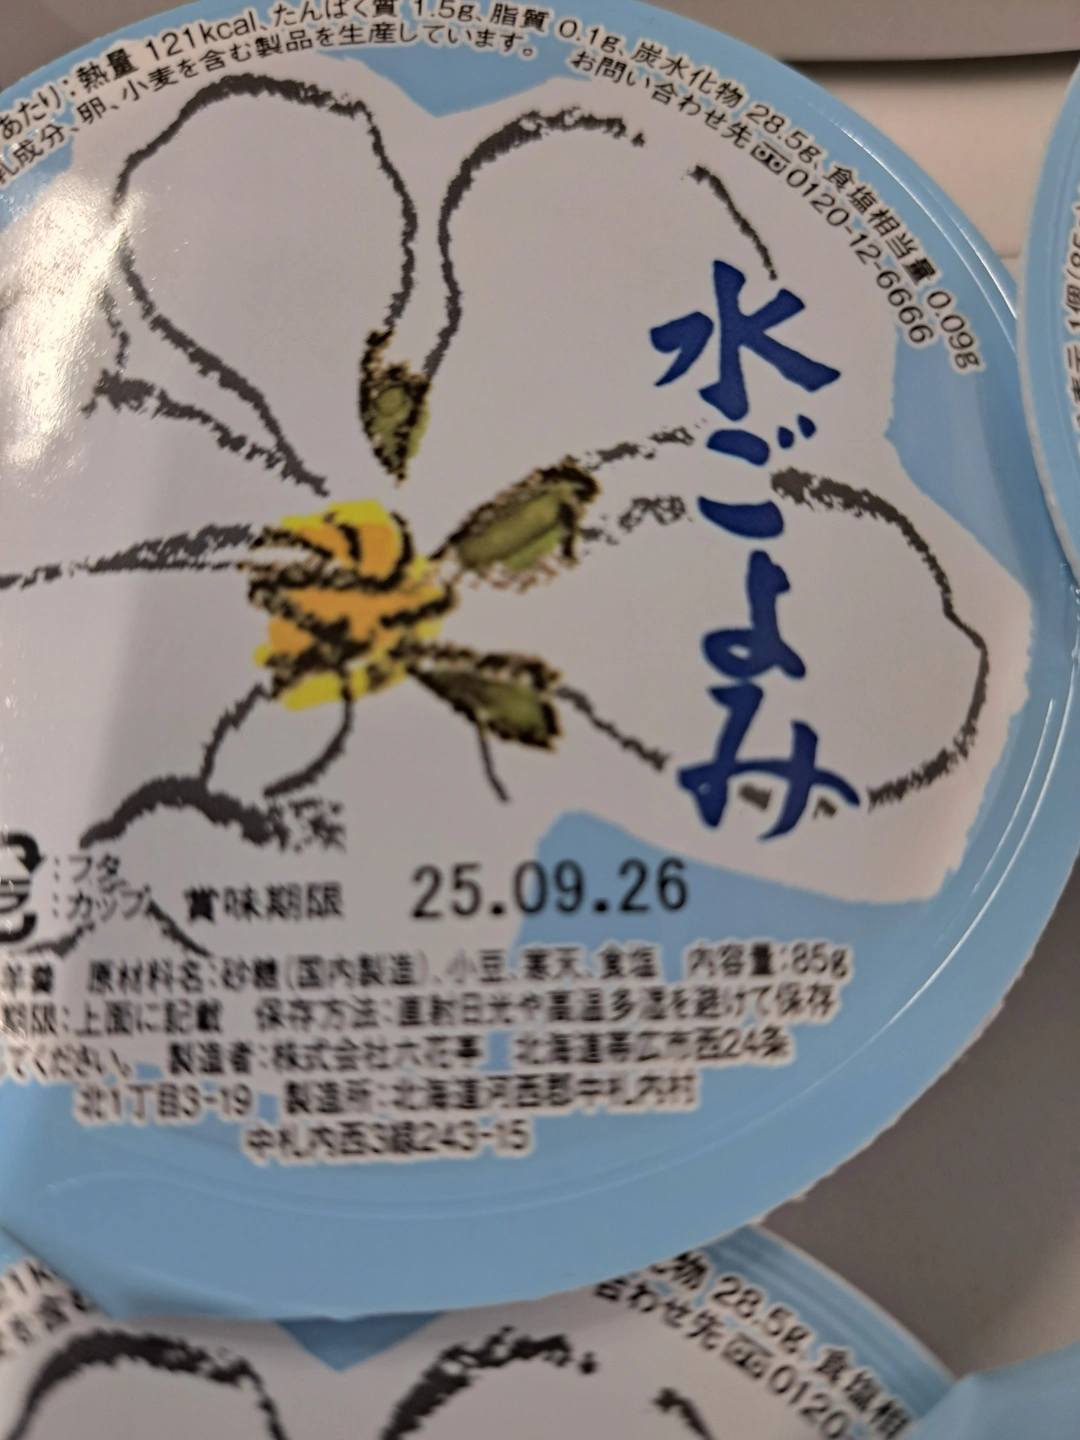 あたり:熱量 121kcal、たんぱく質 1.5g、脂質 0.1g、炭水化物 28.5g、食塩相当量 0.09g
乳成分、卵、小麦を含む製品を生産しています。 お問い合わせ先 0120-12-6666
水ごよみ
:フタ
:カップ 賞味期限 25.09.26
羊羹 原材料名:砂糖(国内製造)、小豆、寒天、食塩 内容量:85g
期限:上面に記載 保存方法:直射日光や高温多湿を避けて保存
てください。 製造者:株式会社六花亭 北海道帯広市西24条
北1丁目3-19 製造所:北海道河西郡中札内村
中札内西3線243-15
物 28.5g、食塩相
合わせ先 0120-